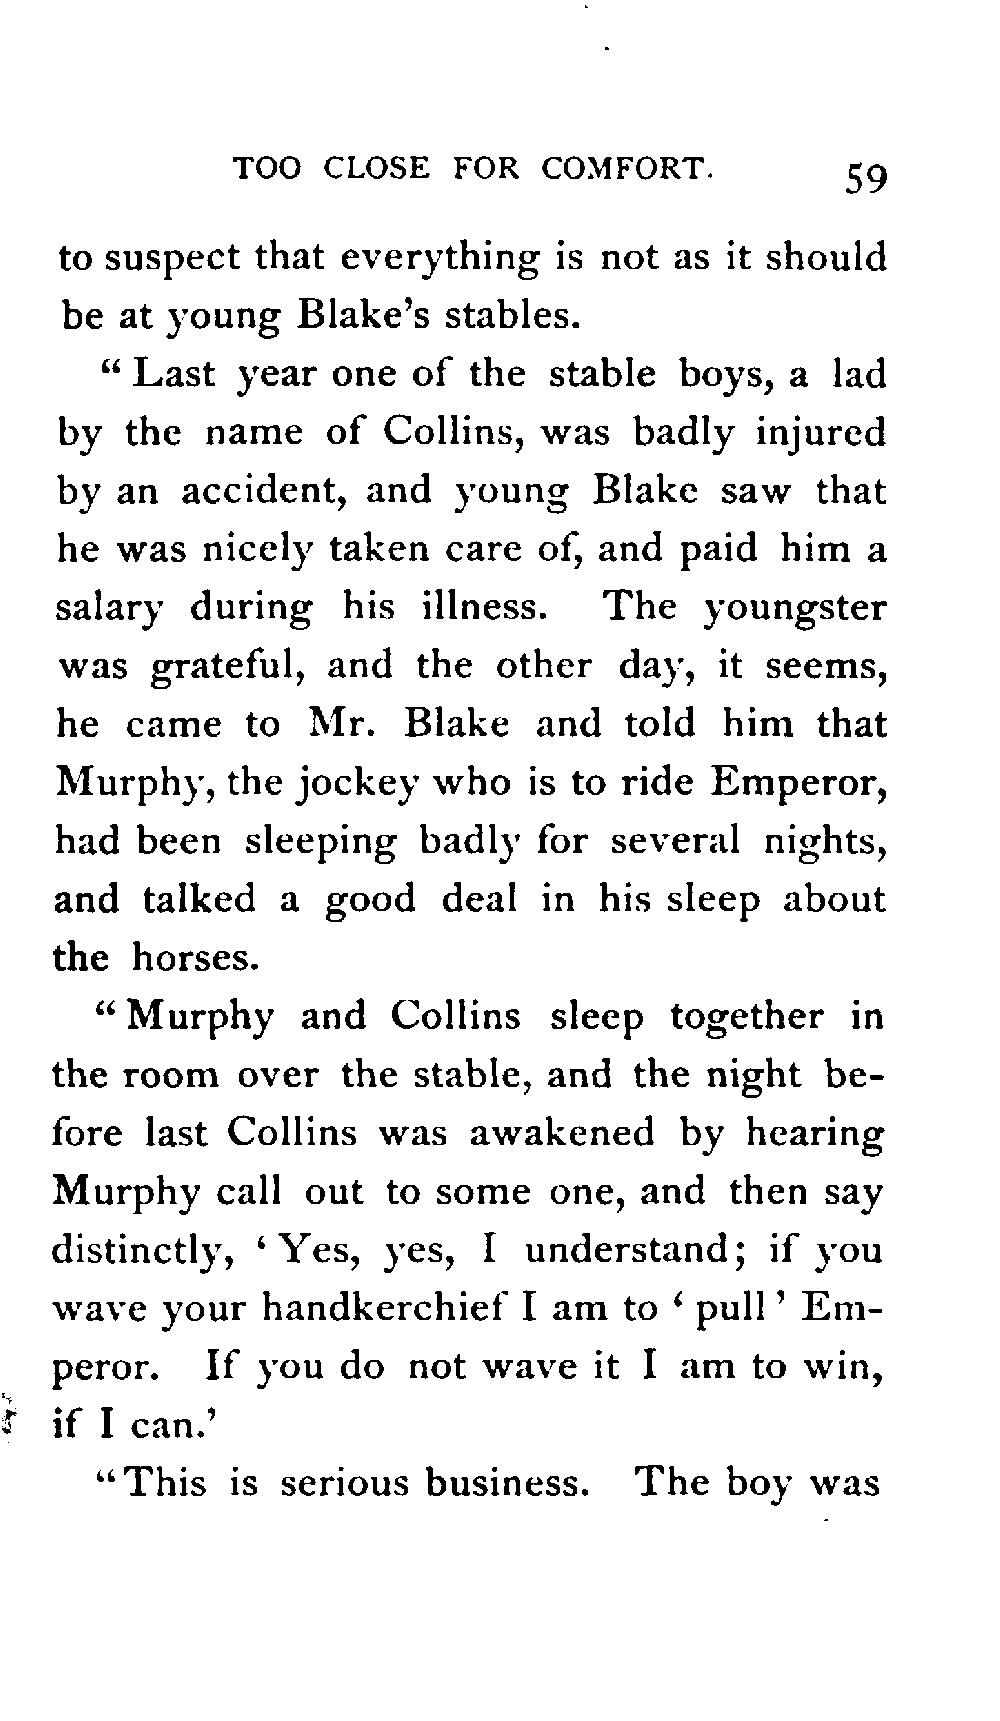 TOO CLOSE FOR COMFORT. 59
to suspect that everything is not as it should
be at young Blake's stables.
"Last year one of the stable boys, a lad
by the name of Collins, was badly injured
by an accident, and young Blake saw that
he was nicely taken care of, and paid him a
salary during his illness. The youngster
was grateful, and the other day, it seems,
he came to Mr. Blake and told him that
Murphy, the jockey who is to ride Emperor,
had been sleeping badly for several nights,
and talked a good deal in his sleep about
the horses.
"Murphy and Collins sleep together in
the room over the stable, and the night be-
fore last Collins was awakened by hearing
Murphy call out to some one, and then say
distinctly, 'Yes, yes, I understand; if you
wave your handkerchief I am to 'pull' Em-
peror. If you do not wave it I am to win,
if I can.'
"This is serious business. The boy was